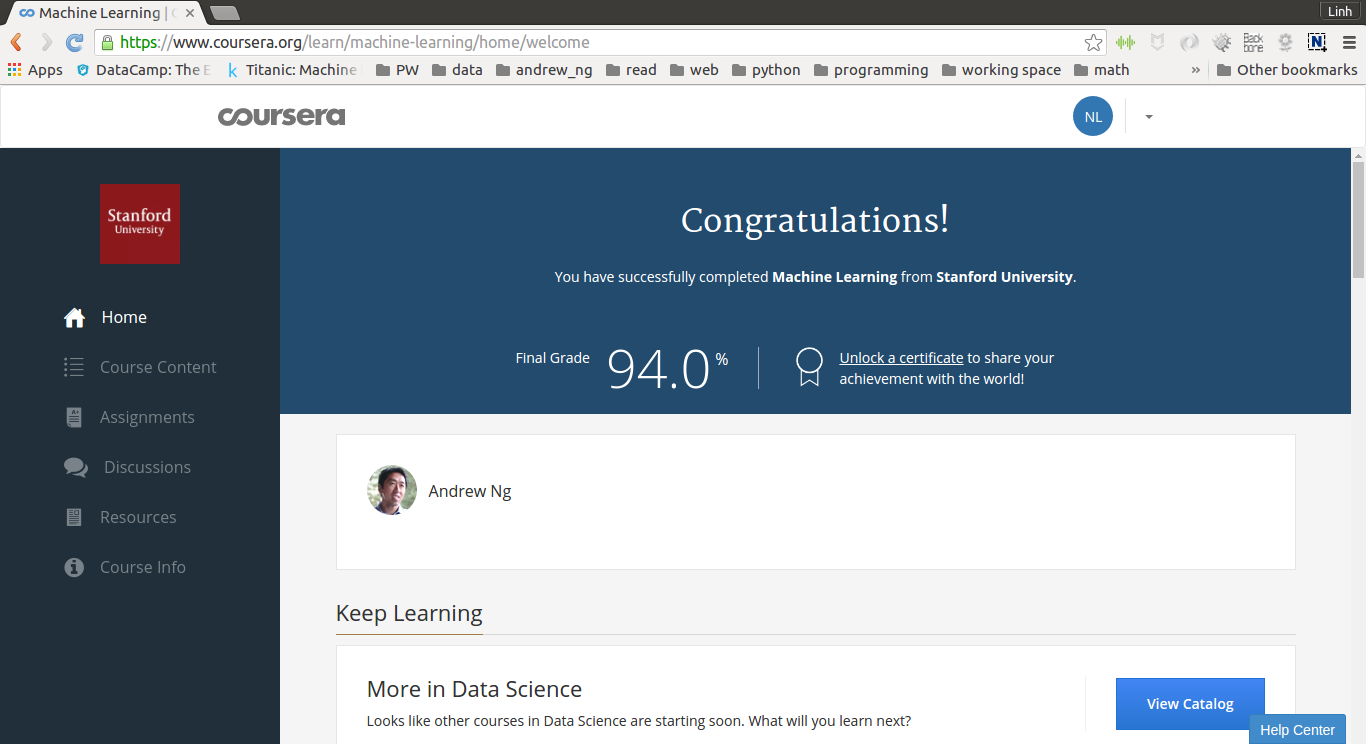 Machine Learning |
Linh
https://www.coursera.org/learn/machine-learning/home/welcome
Back bone
N
Apps DataCamp: The E Titanic: Machine PW data andrew_ng read web python programming working space math » Other bookmarks
coursera
NL
Stanford
University
Home
Course Content
Assignments
Discussions
Resources
Course Info
Congratulations!
You have successfully completed Machine Learning from Stanford University.
Final Grade 94.0 %
Unlock a certificate to share your
achievement with the world!
Andrew Ng
Keep Learning
More in Data Science
Looks like other courses in Data Science are starting soon. What will you learn next?
View Catalog
Help Center